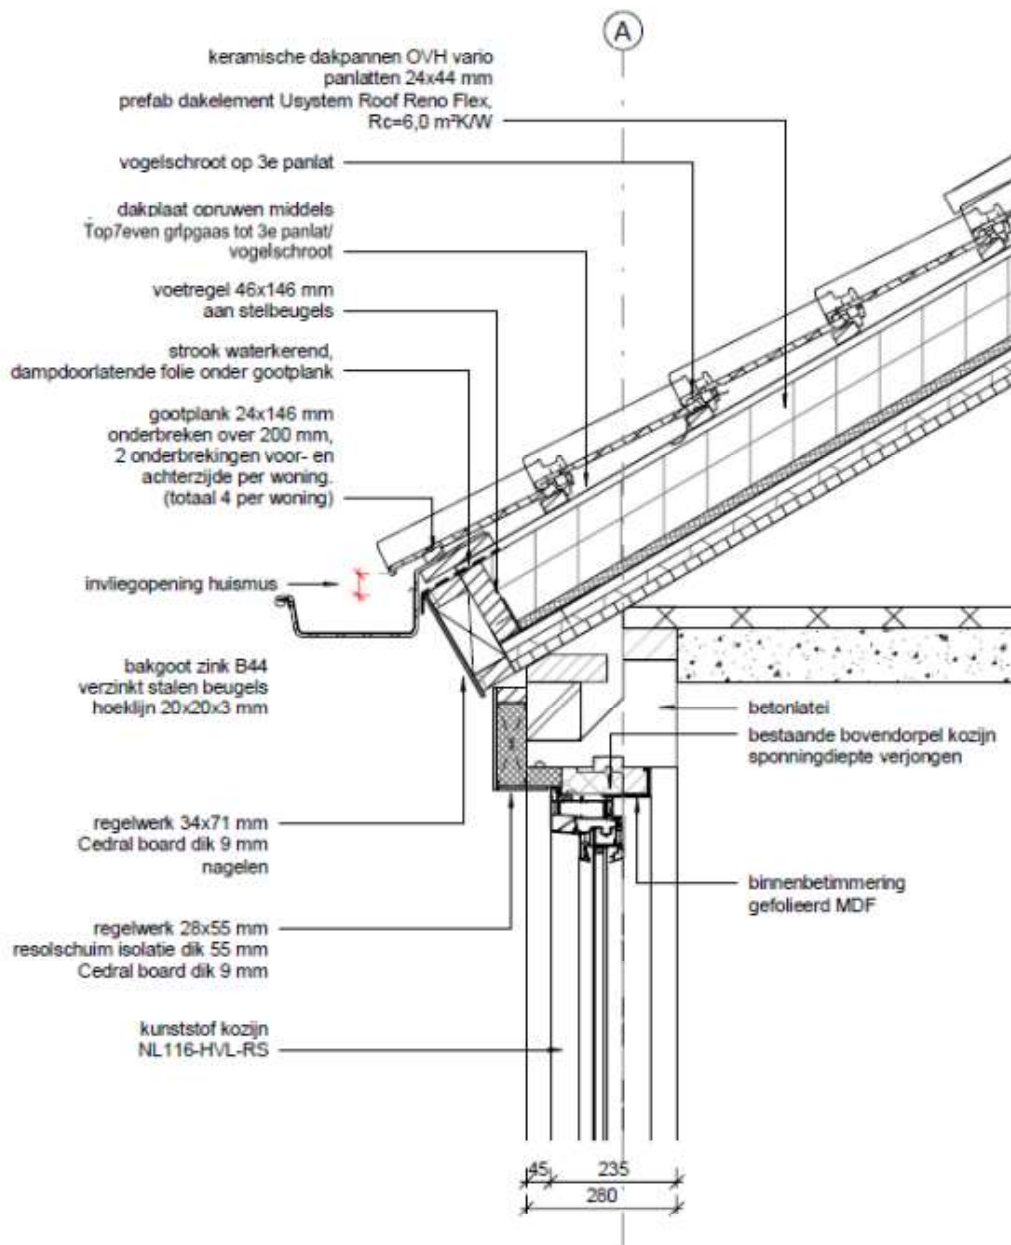 A
keramische dakpannen OVH vario
panlatten 24x44 mm
prefab dakelement Usystem Roof Reno Flex,
Rc=6,0 m²K/W
vogelschroot op 3e panlat
dakplaat opruwen middels
Top7even gripgaas tot 3e panlat/
vogelschroot
voetregel 46x146 mm
aan stelbeugels
strook waterkerend,
dampdoorlatende folie onder gootplank
gootplank 24x146 mm
onderbreken over 200 mm,
2 onderbrekingen voor- en
achterzijde per woning.
(totaal 4 per woning)
invliegopening huismus
bakgoot zink B44
verzinkt stalen beugels
hoeklijn 20x20x3 mm
betonlatei
bestaande bovendorpel kozijn
sponningdiepte verjongen
regelwerk 34x71 mm
Cedral board dik 9 mm
nagelen
binnenbetimmering
gefolieerd MDF
regelwerk 28x55 mm
resolschuim isolatie dik 55 mm
Cedral board dik 9 mm
kunststof kozijn
NL116-HVL-RS
45 235
280